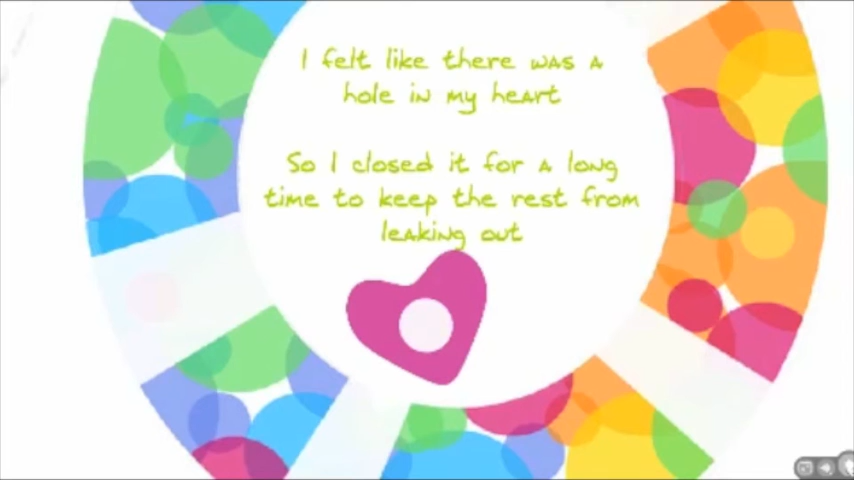 I felt like there was a
hole in my heart
So I closed it for a long
time to keep the rest from
leaking out